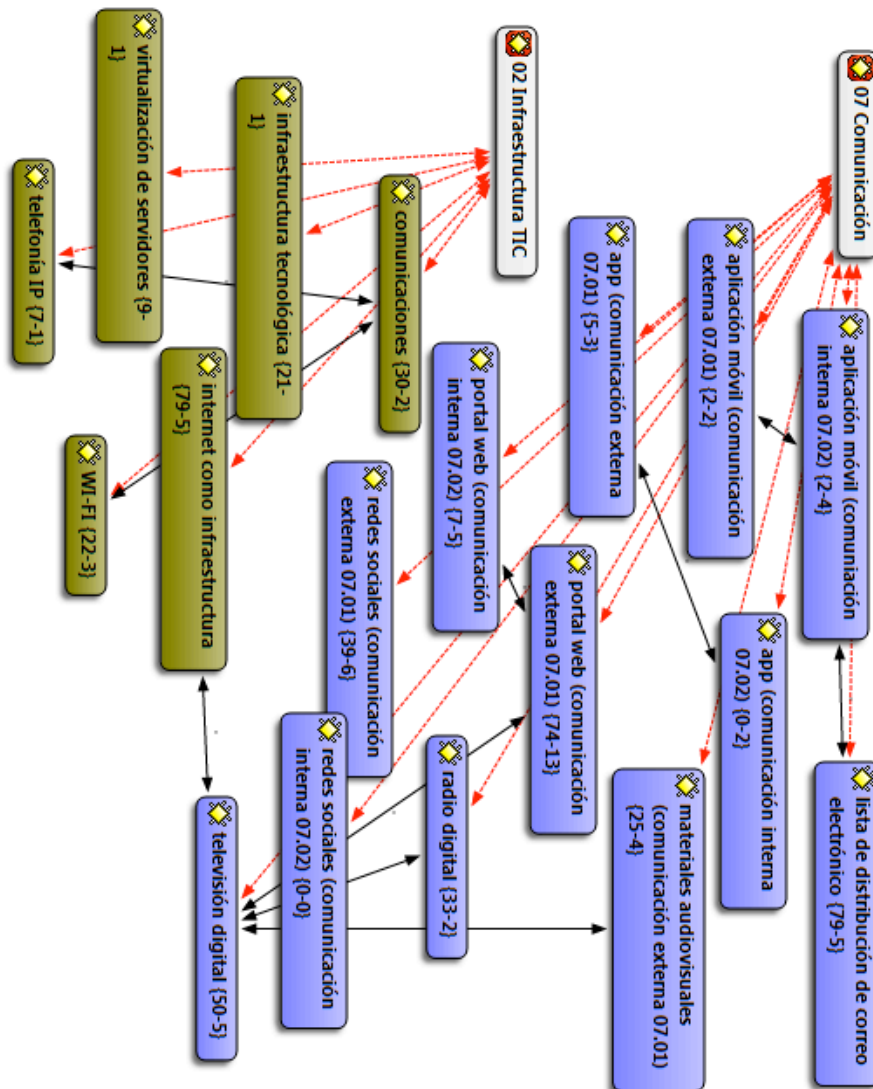 07 Comunicación
aplicación móvil (comuniación
interna 07.02) {2-4}
lista de distribución de correo
electrónico {79-5}
aplicación móvil (comunicación
externa 07.01) {2-2}
app (comunicación interna
07.02) {0-2}
materiales audiovisuales
(comunicación externa 07.01)
{25-4}
app (comunicación externa
07.01) {5-3}
portal web (comunicación
externa 07.01) {74-13}
02 Infraestructura TIC
portal web (comunicación
interna 07.02) {7-5}
radio digital {33-2}
comunicaciones {30-2}
redes sociales (comunicación
externa 07.01) {39-6}
redes sociales (comunicación
interna 07.02) {0-0}
infraestructura tecnológica {21-
1}
televisión digital {50-5}
internet como infraestructura
{79-5}
virtualización de servidores {9-
1}
WI-FI {22-3}
telefonía IP {7-1}